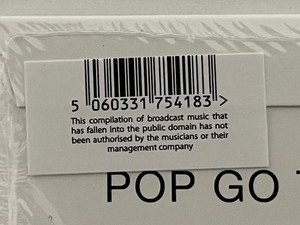 5 060331 754183 >
This compilation of broadcast music that
has fallen into the public domain has not
been authorised by the musicians or their
management company
POP GO